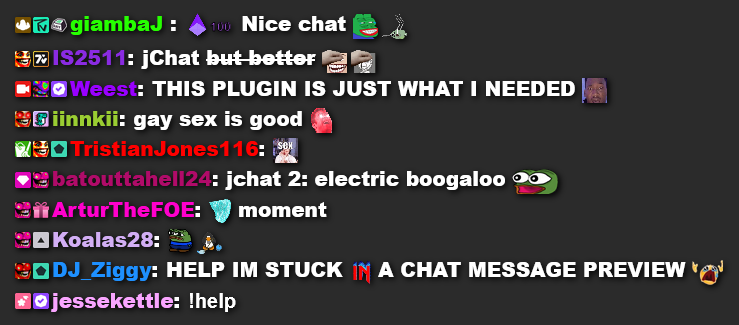 giambaJ : 100 Nice chat
IS2511: jChat but better
Weest: THIS PLUGIN IS JUST WHAT I NEEDED
iinnkii: gay sex is good
TristianJones116: SEX
batouttahell24: jchat 2: electric boogaloo
ArturTheFOE: moment
Koalas28:
DJ_Ziggy: HELP IM STUCK IN A CHAT MESSAGE PREVIEW
jessekettle: !help